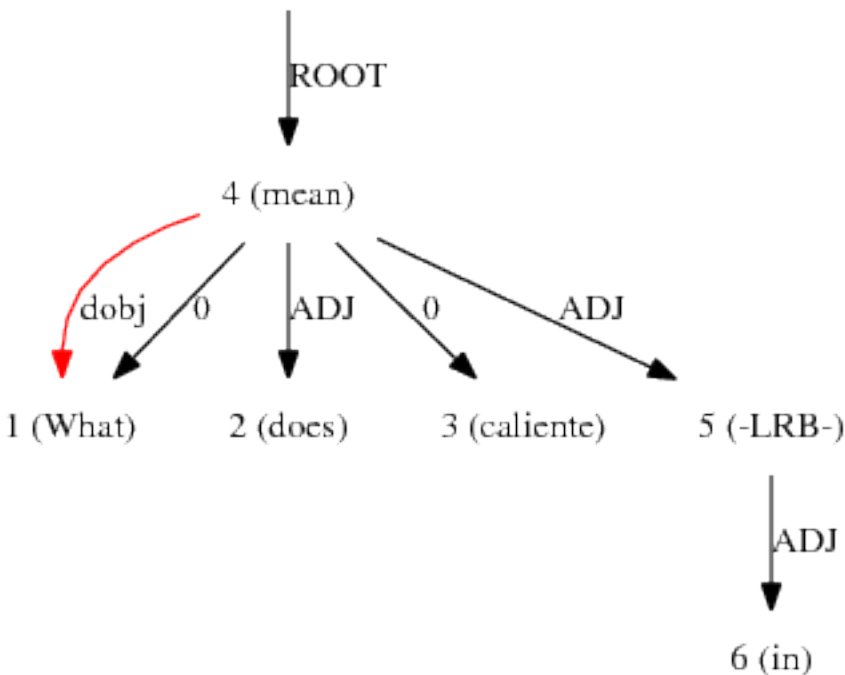 ROOT
4 (mean)
dobj 0 ADJ 0 ADJ
1 (What) 2 (does) 3 (caliente) 5 (-LRB-)
ADJ
6 (in)